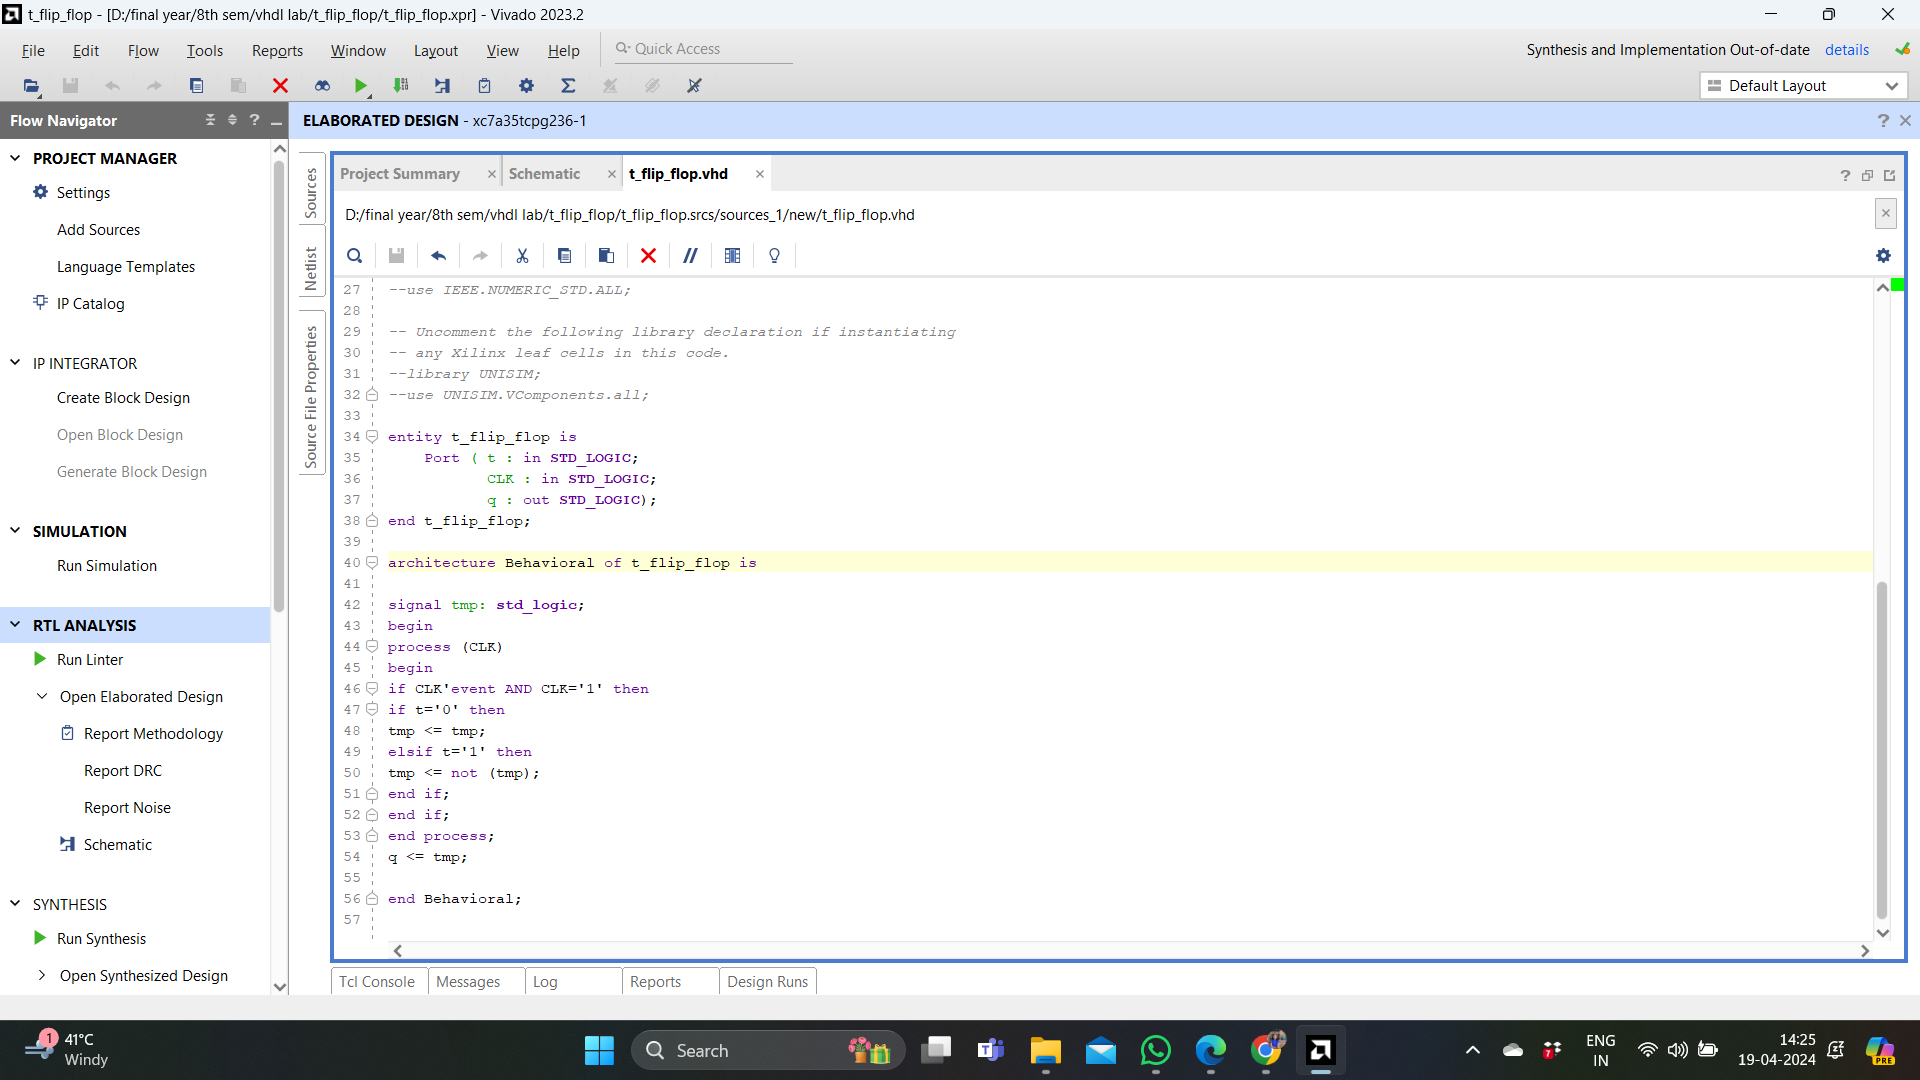 t_flip_flop - [D:/final year/8th sem/vhdl lab/t_flip_flop/t_flip_flop.xpr] - Vivado 2023.2
File Edit Flow Tools Reports Window Layout View Help Quick Access
Synthesis and Implementation Out-of-date details
Default Layout
Flow Navigator
ELABORATED DESIGN - xc7a35tcpg236-1
PROJECT MANAGER
Settings
Add Sources
Language Templates
IP Catalog
IP INTEGRATOR
Create Block Design
Open Block Design
Generate Block Design
SIMULATION
Run Simulation
RTL ANALYSIS
Run Linter
Open Elaborated Design
Report Methodology
Report DRC
Report Noise
Schematic
SYNTHESIS
Run Synthesis
Open Synthesized Design
Sources
Netlist
Source File Properties
Project Summary × Schematic × t_flip_flop.vhd ×
D:/final year/8th sem/vhdl lab/t_flip_flop/t_flip_flop.srcs/sources_1/new/t_flip_flop.vhd
27 --use IEEE.NUMERIC_STD.ALL;
28
29 -- Uncomment the following library declaration if instantiating
30 -- any Xilinx leaf cells in this code.
31 --library UNISIM;
32 --use UNISIM.VComponents.all;
33
34 entity t_flip_flop is
35 Port ( t : in STD_LOGIC;
36 CLK : in STD_LOGIC;
37 q : out STD_LOGIC);
38 end t_flip_flop;
39
40 architecture Behavioral of t_flip_flop is
41
42 signal tmp: std_logic;
43 begin
44 process (CLK)
45 begin
46 if CLK'event AND CLK='1' then
47 if t='0' then
48 tmp <= tmp;
49 elsif t='1' then
50 tmp <= not (tmp);
51 end if;
52 end if;
53 end process;
54 q <= tmp;
55
56 end Behavioral;
57
Tcl Console Messages Log Reports Design Runs
1
41°C
Windy
Search
7
ENG
IN
14:25
19-04-2024
PRE